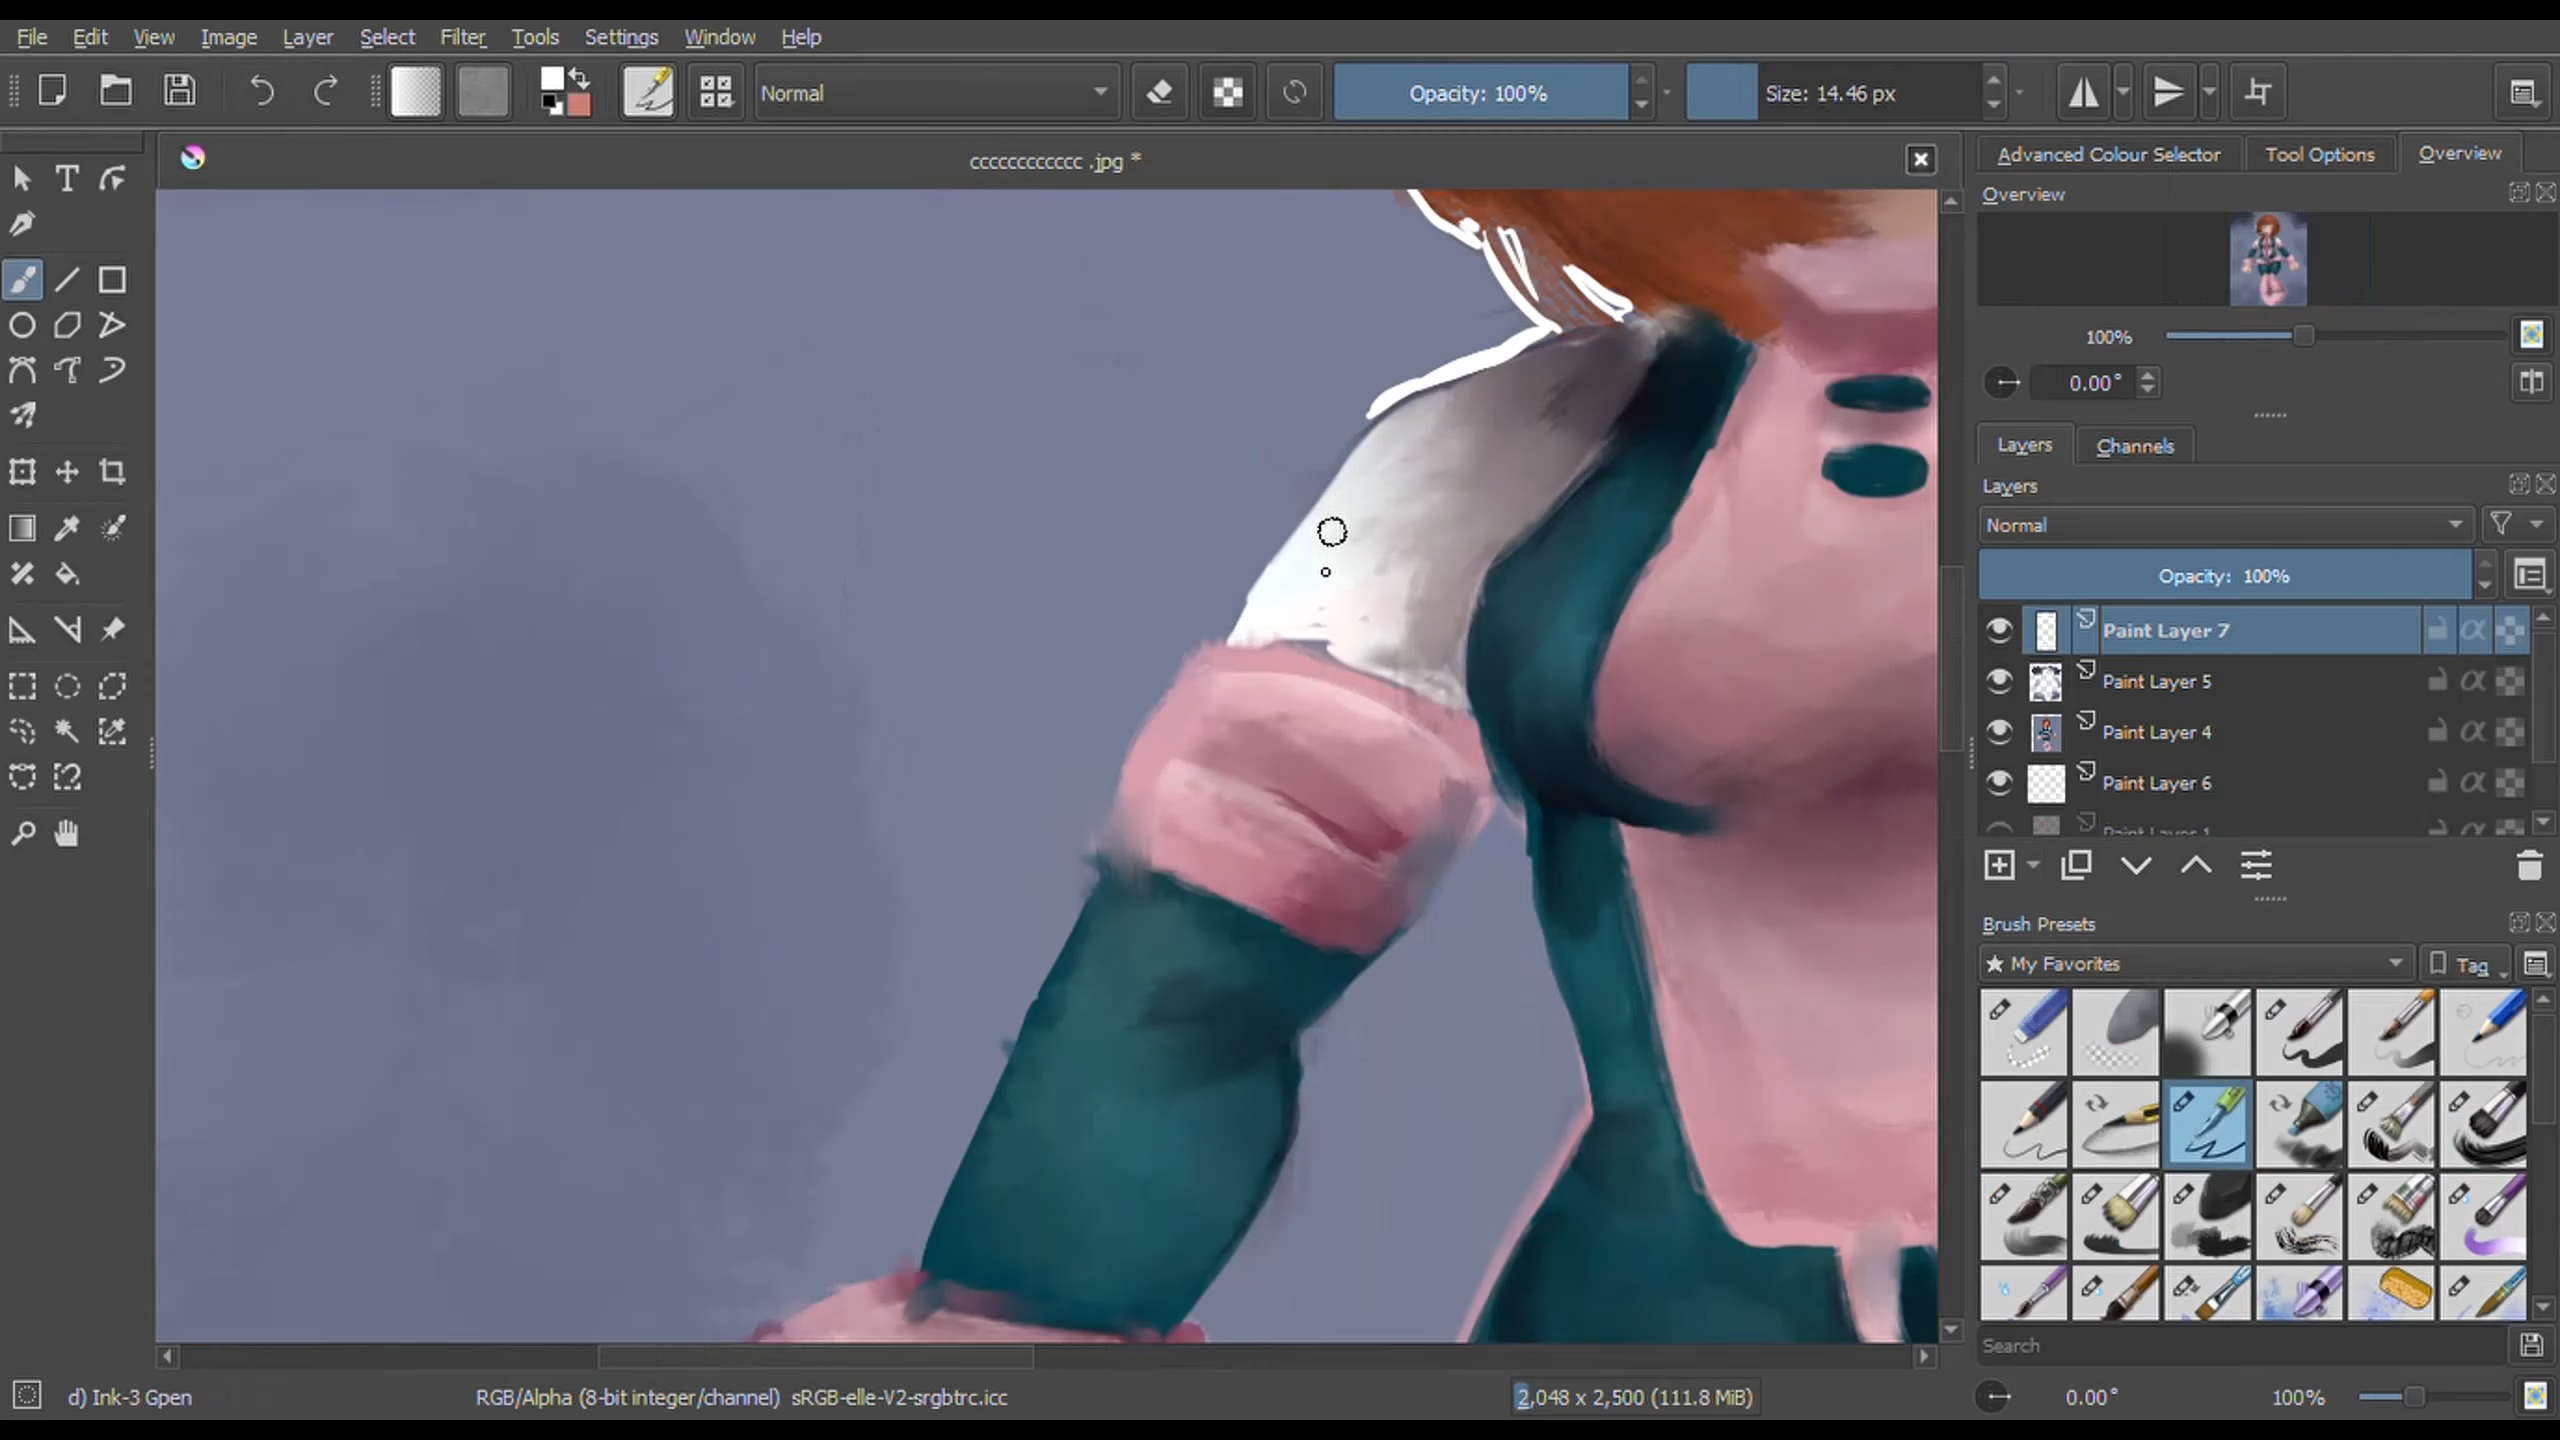 File Edit View Image Layer Select Filter Tools Settings Window Help
Normal Opacity: 100% Size: 14.46 px
cccccccccccc .jpg *
Advanced Colour Selector Tool Options Overview
Overview
100%
0.00°
Layers Channels
Layers
Normal
Opacity: 100%
Paint Layer 7
Paint Layer 5
Paint Layer 4
Paint Layer 6
Paint Layer 1
Brush Presets
★ My Favorites Tag
Search
d) Ink-3 Gpen RGB/Alpha (8-bit integer/channel) sRGB-elle-V2-srgbtrc.icc 2,048 x 2,500 (111.8 MiB) 0.00° 100%